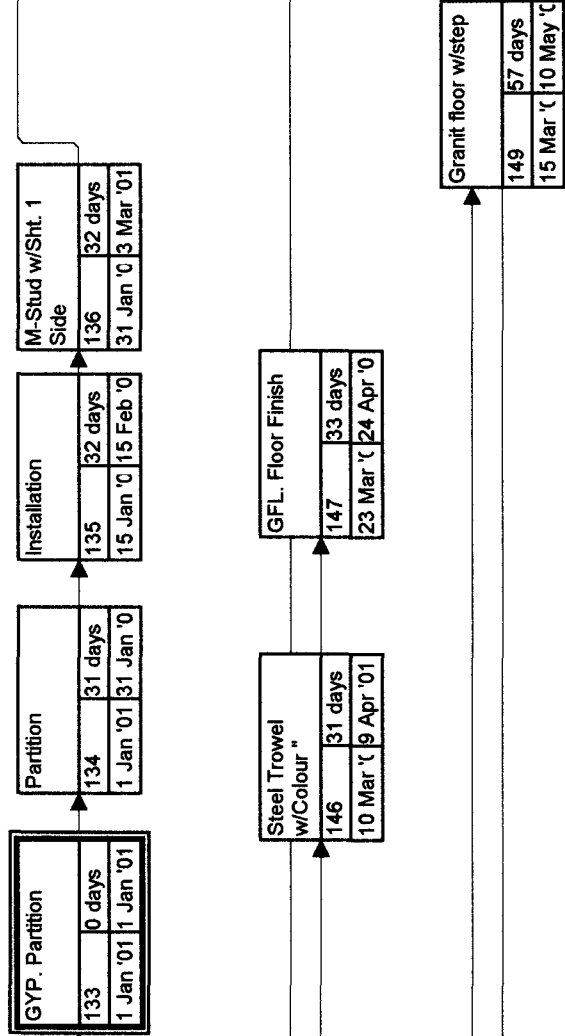 GYP. Partition
133 0 days
1 Jan '01 1 Jan '01
Partition
134 31 days
1 Jan '01 31 Jan '0
Installation
135 32 days
15 Jan '0 15 Feb '0
M-Stud w/Sht. 1
Side
136 32 days
31 Jan '0 3 Mar '01
Steel Trowel
w/Colour "
146 31 days
10 Mar '( 9 Apr '01
GFL. Floor Finish
147 33 days
23 Mar '( 24 Apr '0
Granit floor w/step
149 57 days
15 Mar '( 10 May '(